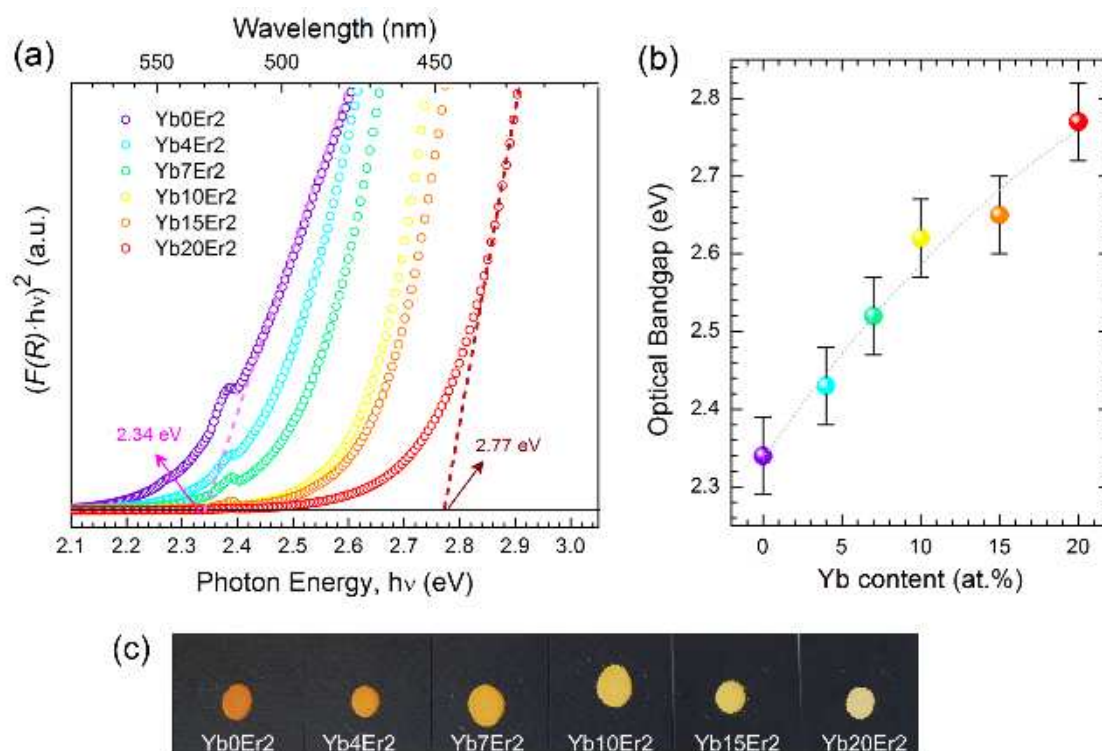 (a)
Wavelength (nm)
550 500 450
Yb0Er2
Yb4Er2
Yb7Er2
Yb10Er2
Yb15Er2
Yb20Er2
(F(R)·hν)² (a.u.)
2.34 eV
2.77 eV
2.1 2.2 2.3 2.4 2.5 2.6 2.7 2.8 2.9 3.0
Photon Energy, hν (eV)
(b)
Optical Bandgap (eV)
2.8
2.7
2.6
2.5
2.4
2.3
0 5 10 15 20
Yb content (at.%)
(c)
Yb0Er2 Yb4Er2 Yb7Er2 Yb10Er2 Yb15Er2 Yb20Er2